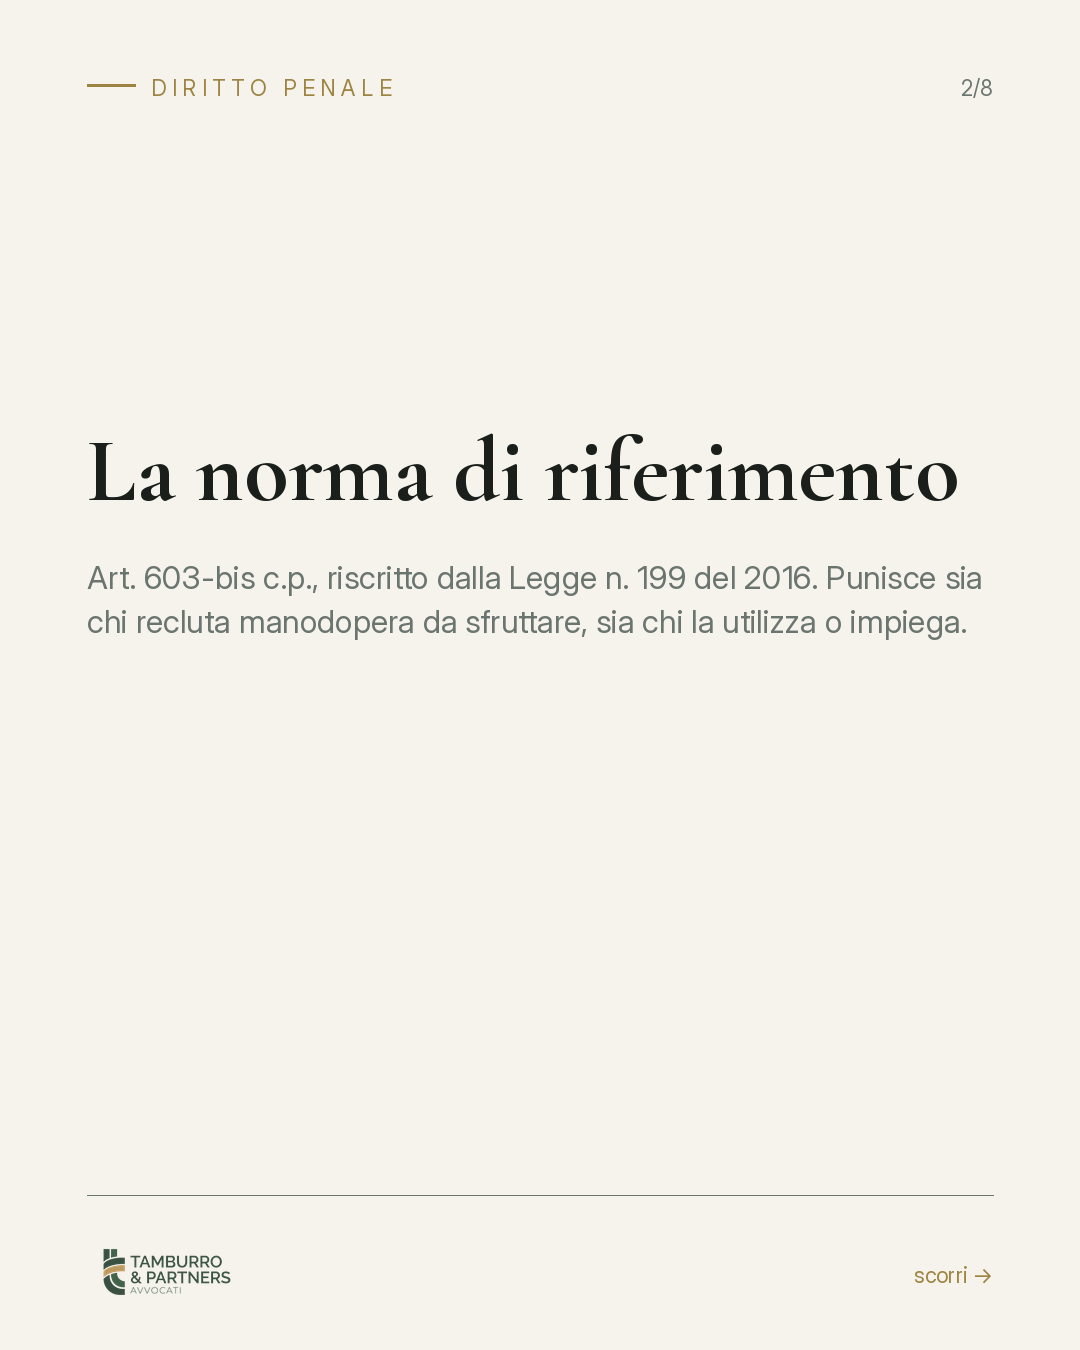 DIRITTO PENALE
2/8
La norma di riferimento
Art. 603-bis c.p., riscritto dalla Legge n. 199 del 2016. Punisce sia
chi recluta manodopera da sfruttare, sia chi la utilizza o impiega.
TAMBURRO
& PARTNERS
AVVOCATI
scorri →